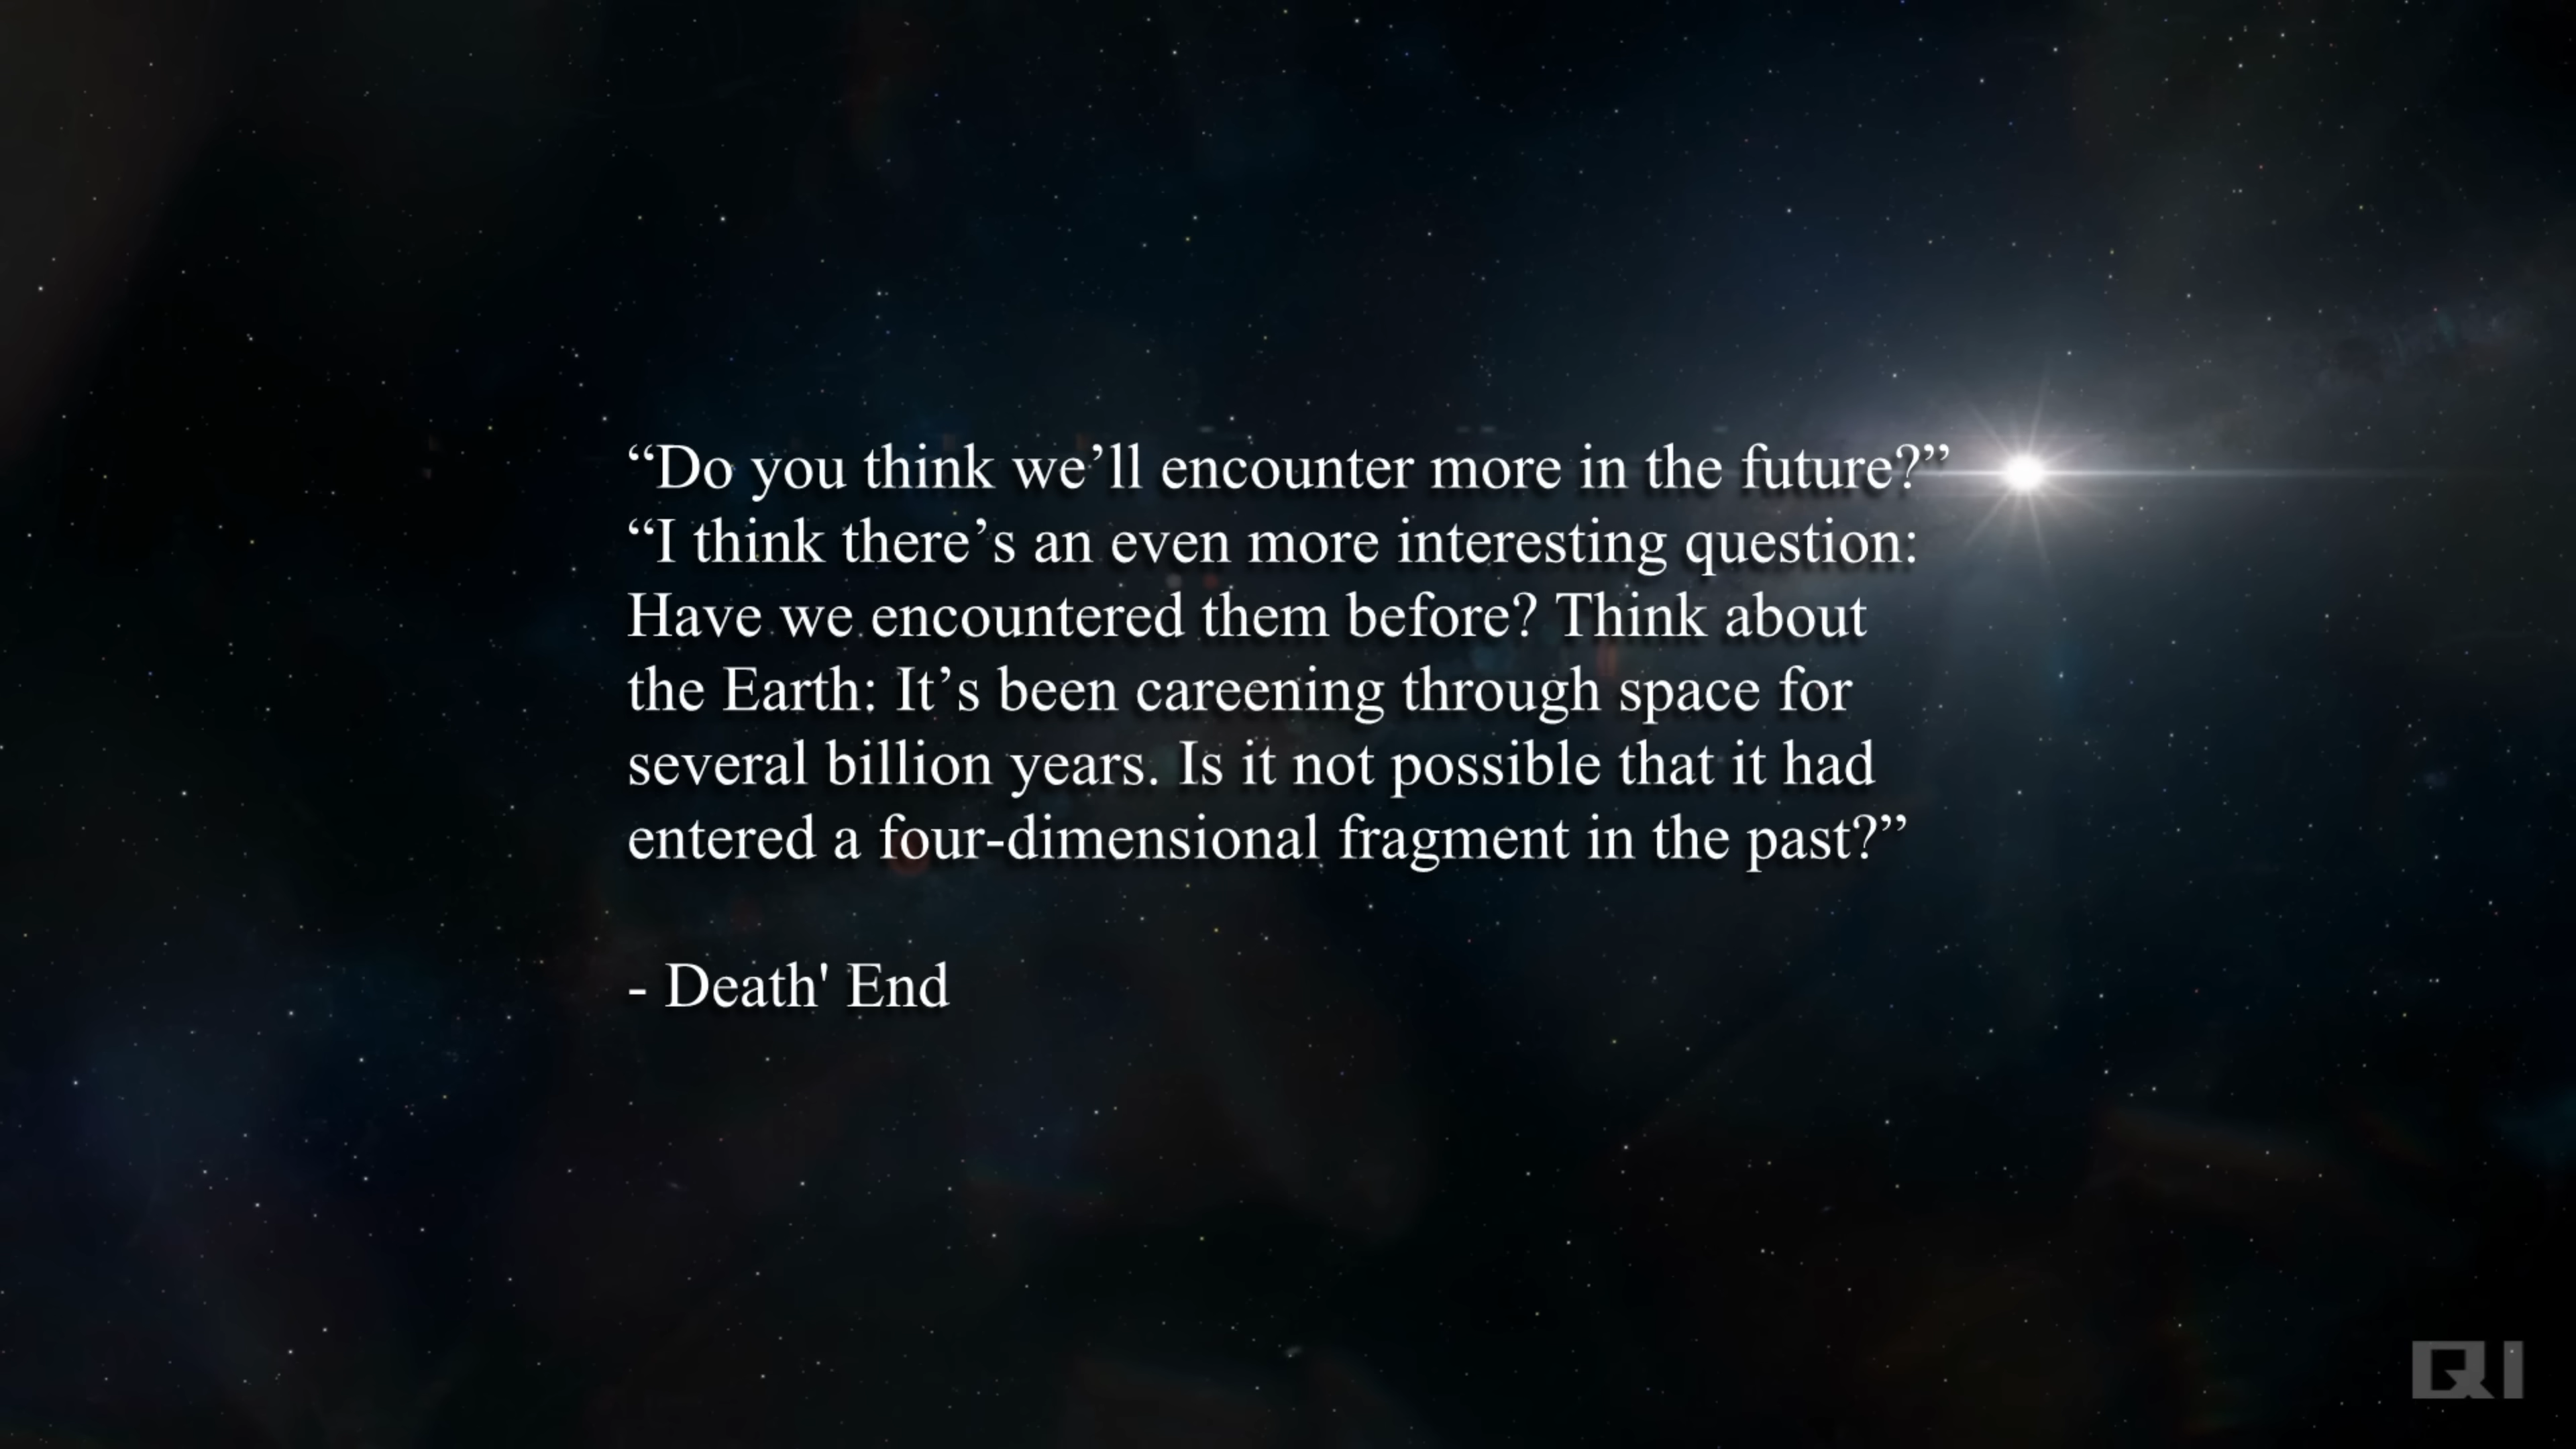 “Do you think we’ll encounter more in the future?”
“I think there’s an even more interesting question:
Have we encountered them before? Think about
the Earth: It’s been careening through space for
several billion years. Is it not possible that it had
entered a four-dimensional fragment in the past?”
- Death' End
QI